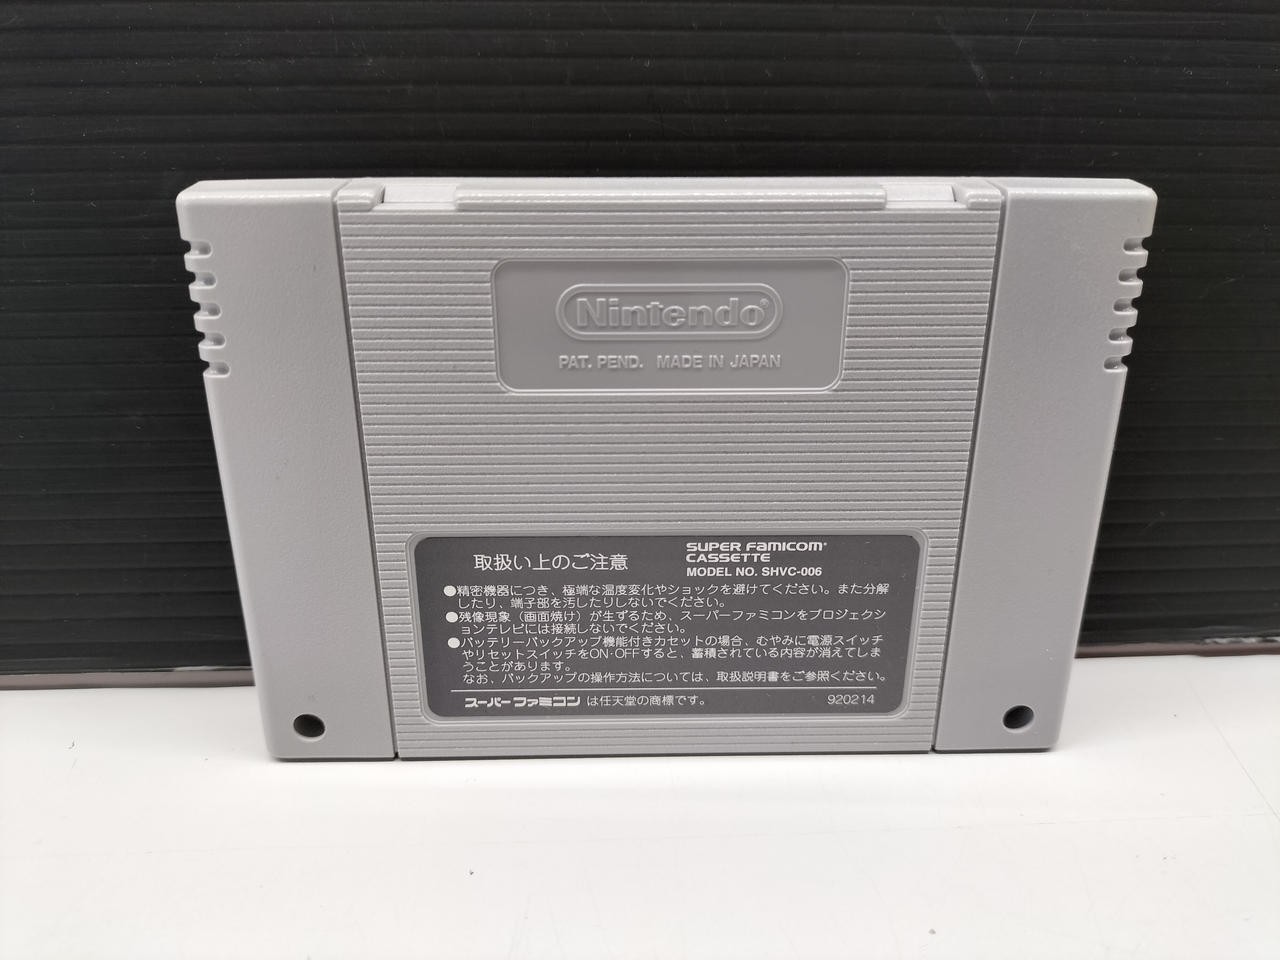 Nintendo®
PAT. PEND. MADE IN JAPAN
取扱い上のご注意
SUPER FAMICOM®
CASSETTE
MODEL NO. SHVC-006
●精密機器につき、極端な温度変化やショックを避けてください。また分解
したり、端子部を汚したりしないでください。
●残像現象（画面焼け）が生ずるため、スーパーファミコンをプロジェクシ
ョンテレビには接続しないでください。
●バッテリーバックアップ機能付きカセットの場合、むやみに電源スイッチ
やリセットスイッチをON・OFFすると、蓄積されている内容が消えてしま
うことがあります。
なお、バックアップの操作方法については、取扱説明書をご参照ください。
スーパーファミコン は任天堂の商標です。
920214